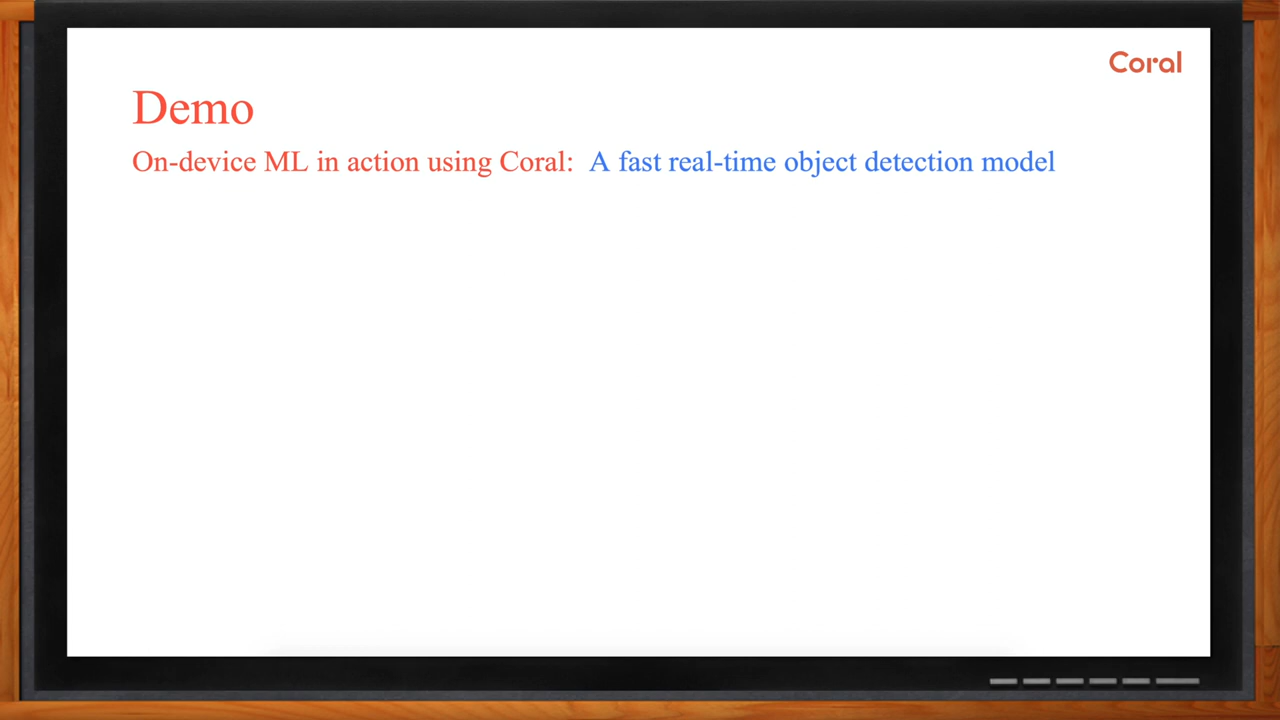 Coral
Demo
On-device ML in action using Coral: A fast real-time object detection model